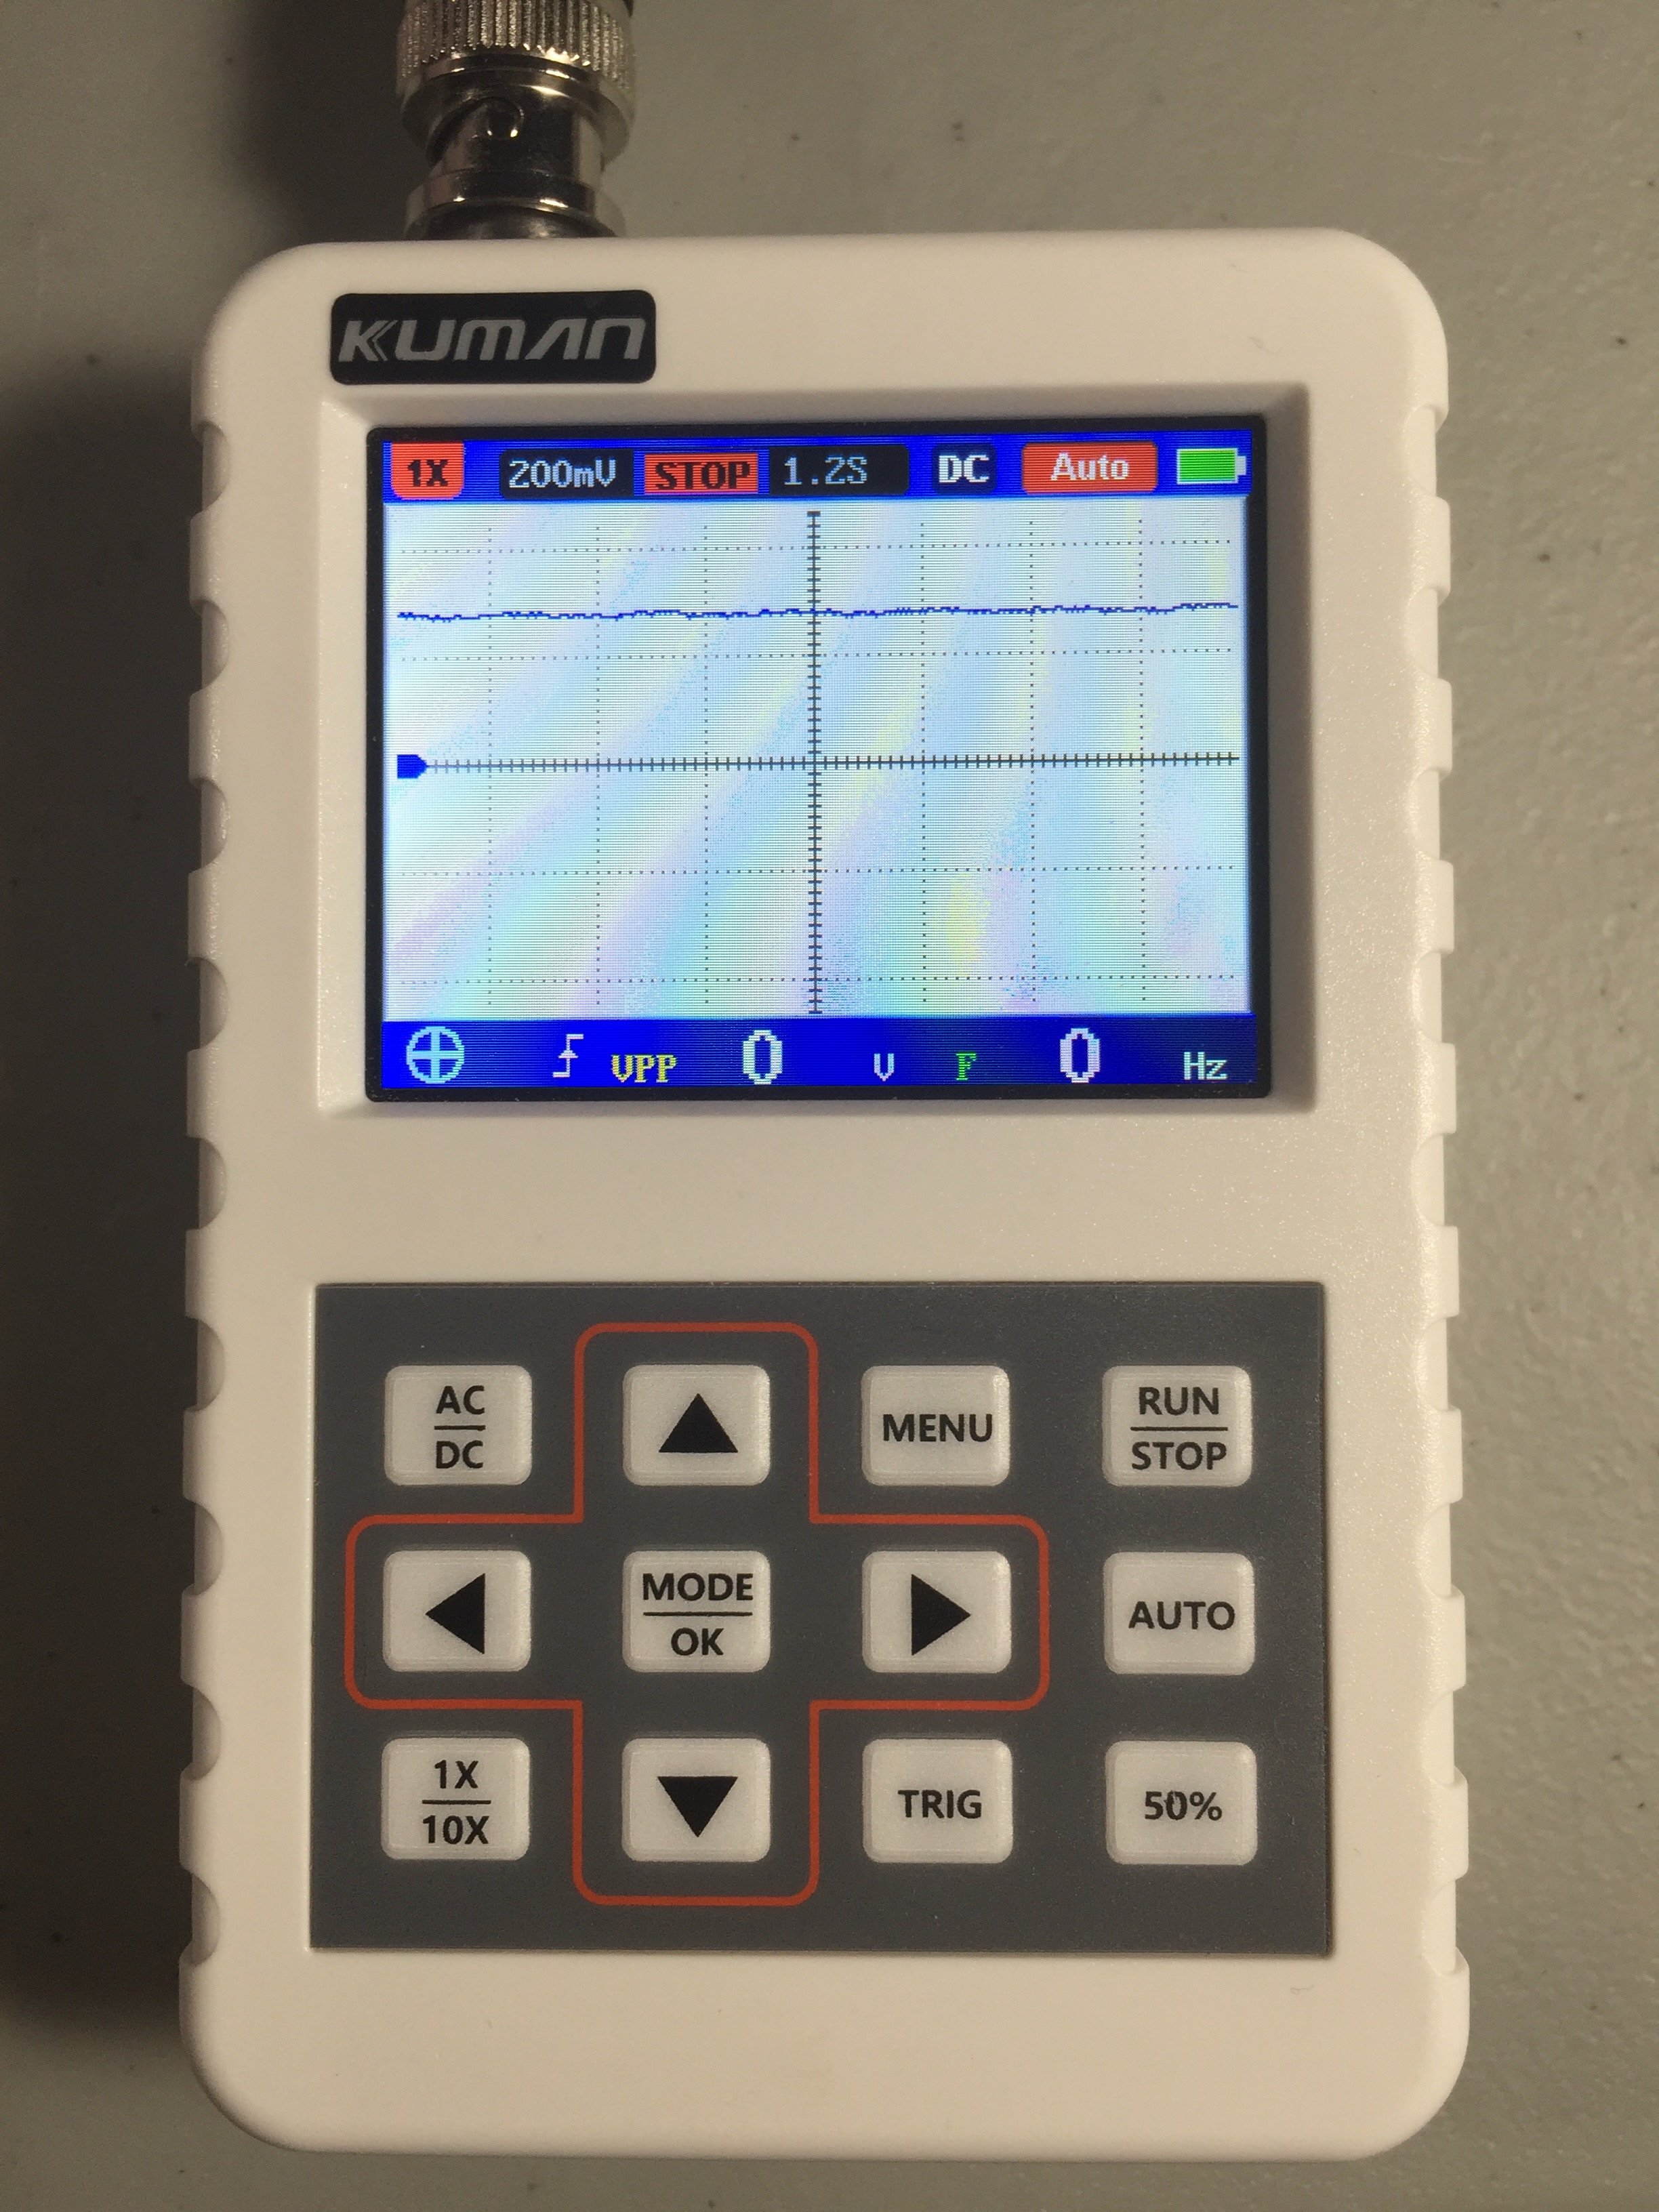 KUMAN
1X 200mV STOP 1.2S DC Auto
VPP 0 V F 0 Hz
AC
DC
MENU
RUN
STOP
MODE
OK
AUTO
1X
10X
TRIG
50%